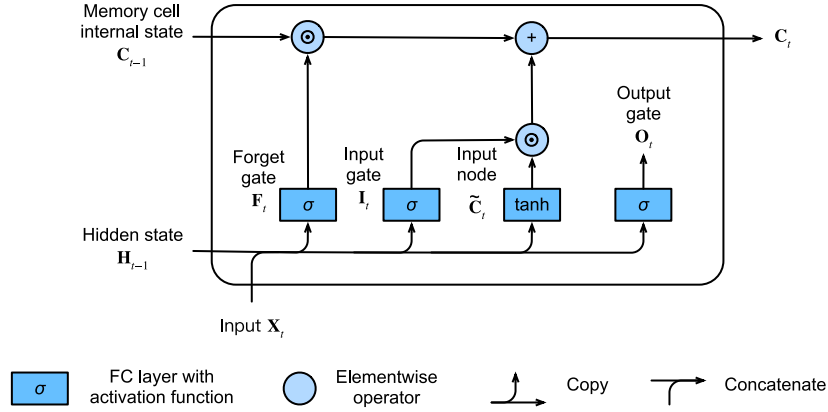 Memory cell
internal state
C_{t-1}
C_t
Output
gate
O_t
Forget
gate
F_t
Input
gate
I_t
Input
node
C̃_t
σ
σ
tanh
σ
Hidden state
H_{t-1}
Input X_t
σ
FC layer with
activation function
Elementwise
operator
Copy
Concatenate